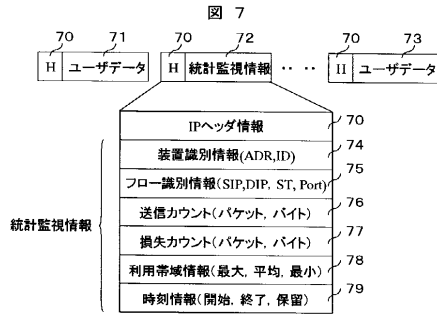 図 7
70 71 70 72 70 73
H ユーザデータ H 統計監視情報 ・・ ・・ H ユーザデータ
IPヘッダ情報 70
装置識別情報(ADR,ID) 74
フロー識別情報(SIP,DIP, ST, Port) 75
送信カウント(パケット, バイト) 76
統計監視情報
損失カウント(パケット, バイト) 77
利用帯域情報(最大, 平均, 最小) 78
時刻情報(開始, 終了, 保留) 79